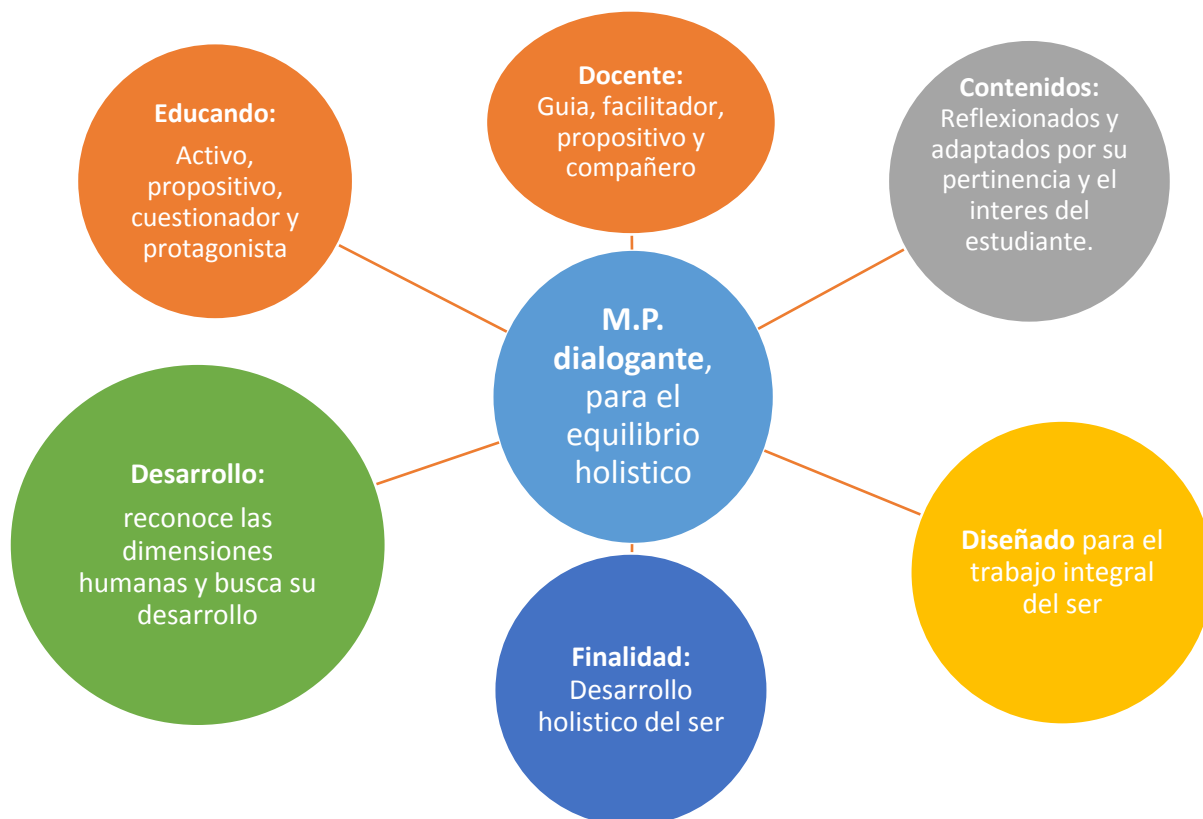 Educando:
Activo,
propositivo,
cuestionador y
protagonista
Docente:
Guia, facilitador,
propositivo y
compañero
Contenidos:
Reflexionados y
adaptados por su
pertinencia y el
interes del
estudiante.
M.P.
dialogante,
para el
equilibrio
holistico
Desarrollo:
reconoce las
dimensiones
humanas y busca su
desarrollo
Diseñado para el
trabajo integral
del ser
Finalidad:
Desarrollo
holistico del ser